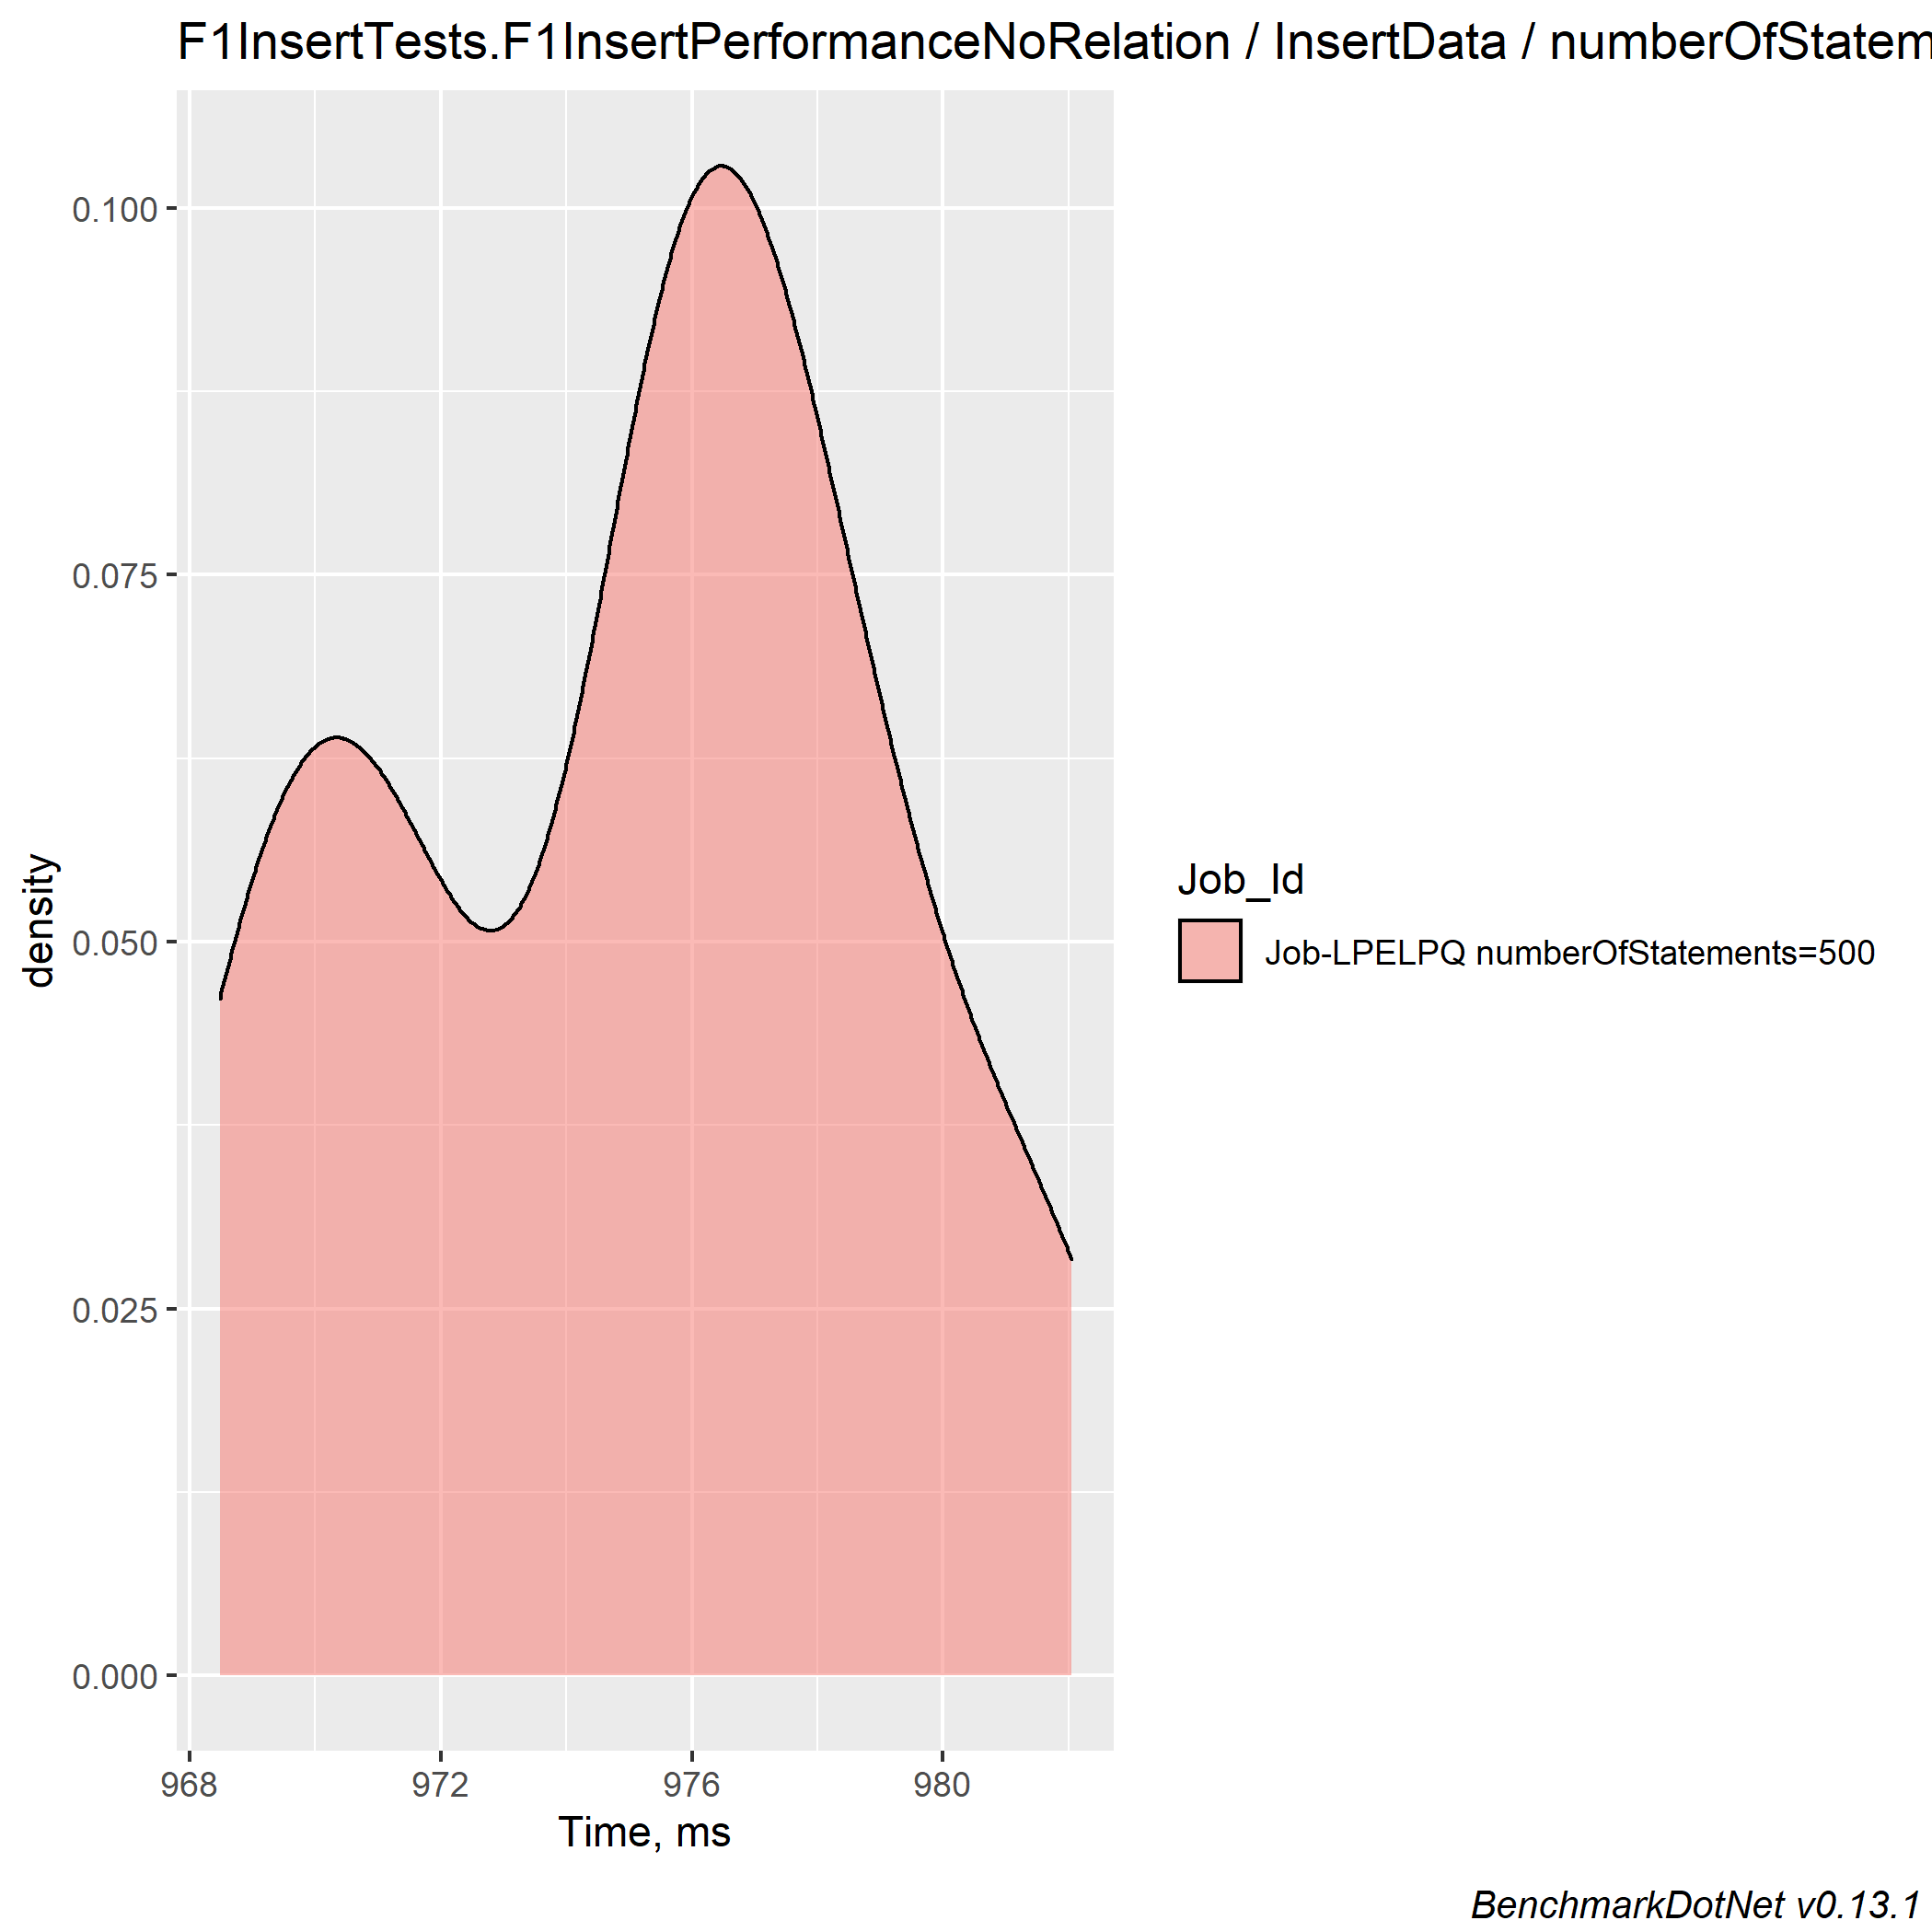 F1InsertTests.F1InsertPerformanceNoRelation / InsertData /
0.100
0.075
0.050
0.025
0.000
density
968 972 976 980
Time, ms
Job_Id
Job-LPELPQ numberOfStatements=500
BenchmarkDotNet v0.13.1